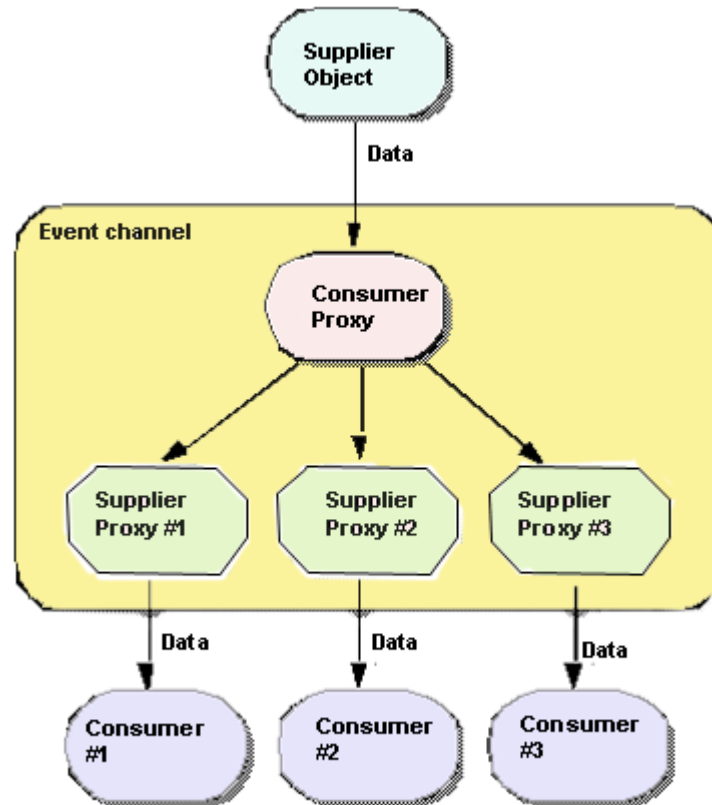 Supplier
Object
Data
Event channel
Consumer
Proxy
Supplier
Proxy #1
Supplier
Proxy #2
Supplier
Proxy #3
Data
Data
Data
Consumer
#1
Consumer
#2
Consumer
#3